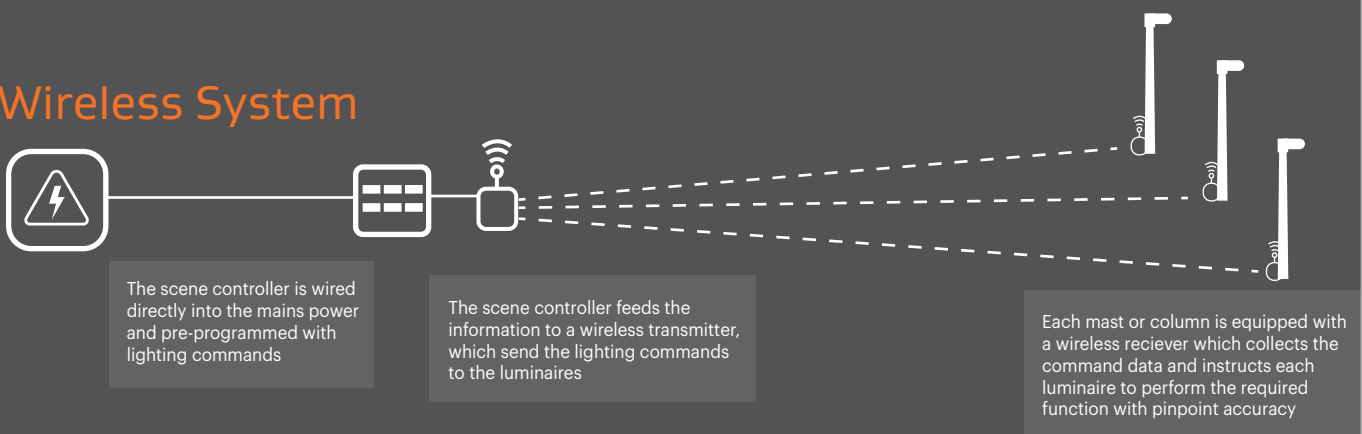 Wireless System
The scene controller is wired
directly into the mains power
and pre-programmed with
lighting commands
The scene controller feeds the
information to a wireless transmitter,
which send the lighting commands
to the luminaires
Each mast or column is equipped with
a wireless reciever which collects the
command data and instructs each
luminaire to perform the required
function with pinpoint accuracy